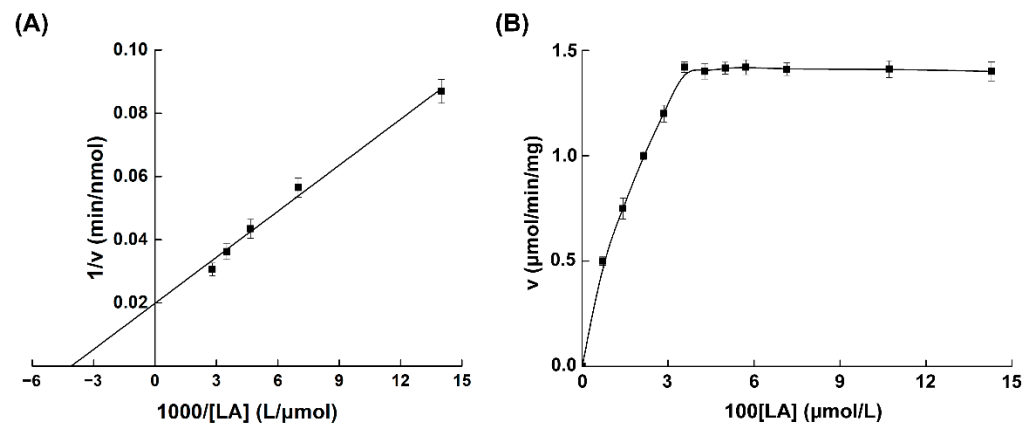 (A)
0.10
0.08
0.06
0.04
0.02
1/v (min/nmol)
−6 −3 0 3 6 9 12 15
1000/[LA] (L/μmol)
(B)
1.5
1.0
0.5
0.0
v (μmol/min/mg)
0 3 6 9 12 15
100[LA] (μmol/L)